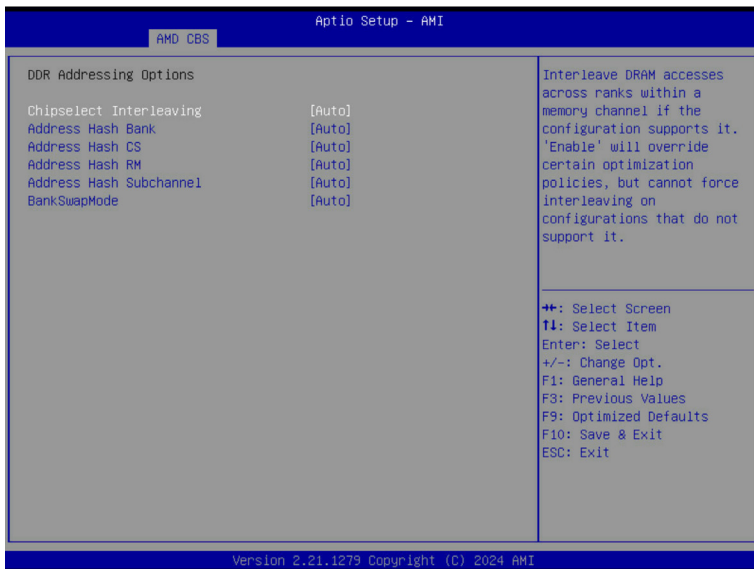 Aptio Setup – AMI
AMD CBS
DDR Addressing Options
Chipselect Interleaving [Auto]
Address Hash Bank [Auto]
Address Hash CS [Auto]
Address Hash RM [Auto]
Address Hash Subchannel [Auto]
BankSwapMode [Auto]
Interleave DRAM accesses
across ranks within a
memory channel if the
configuration supports it.
'Enable' will override
certain optimization
policies, but cannot force
interleaving on
configurations that do not
support it.
→←: Select Screen
↑↓: Select Item
Enter: Select
+/-: Change Opt.
F1: General Help
F3: Previous Values
F9: Optimized Defaults
F10: Save & Exit
ESC: Exit
Version 2.21.1279 Copyright (C) 2024 AMI